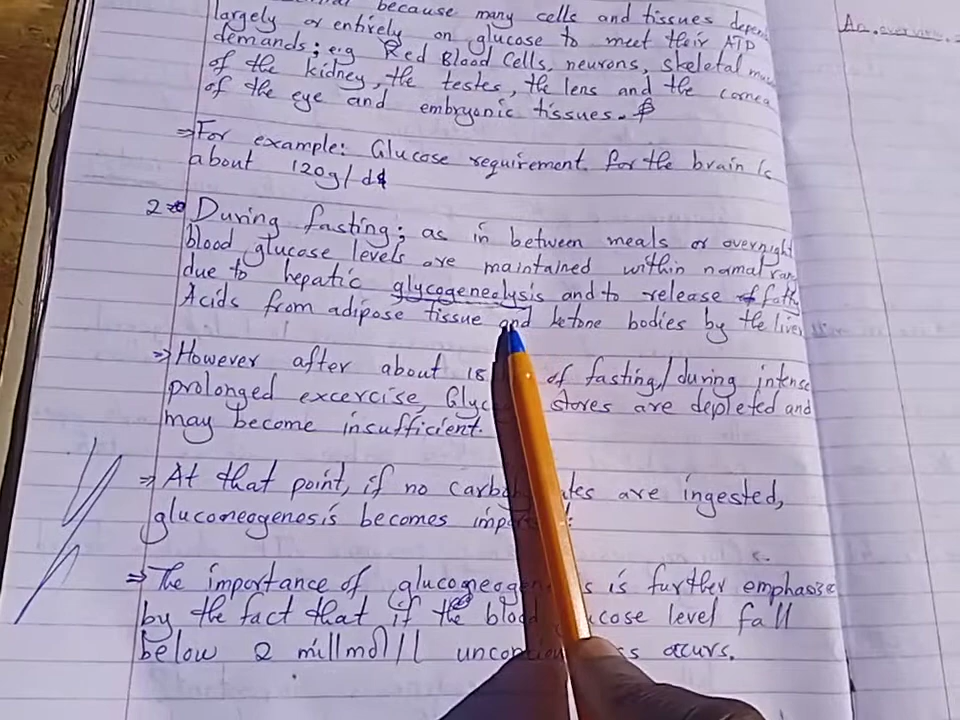 because many cells and tissues depend
largely or entirely on glucose to meet their ATP
demands; e.g Red Blood Cells, neurons, skeletal
of the kidney, the testes, the lens and the cornea
of the eye and embryonic tissues.
An overview
⇒ For example: Glucose requirement for the brain is
about 120g/d
2 During fasting; as in between meals or overnight
blood glucose levels are maintained within normal
due to hepatic glycogeneolysis and to release of fatty
Acids from adipose tissue and ketone bodies by the liver
⇒ However after about 18 of fasting/during intense
prolonged excercise, stores are depleted and
may become insufficient.
⇒ At that point, if no are ingested,
gluconeogenosis becomes
⇒ The importance of is further emphasize
by the fact that if the blood level fall
below 2 millmol/l acurs.